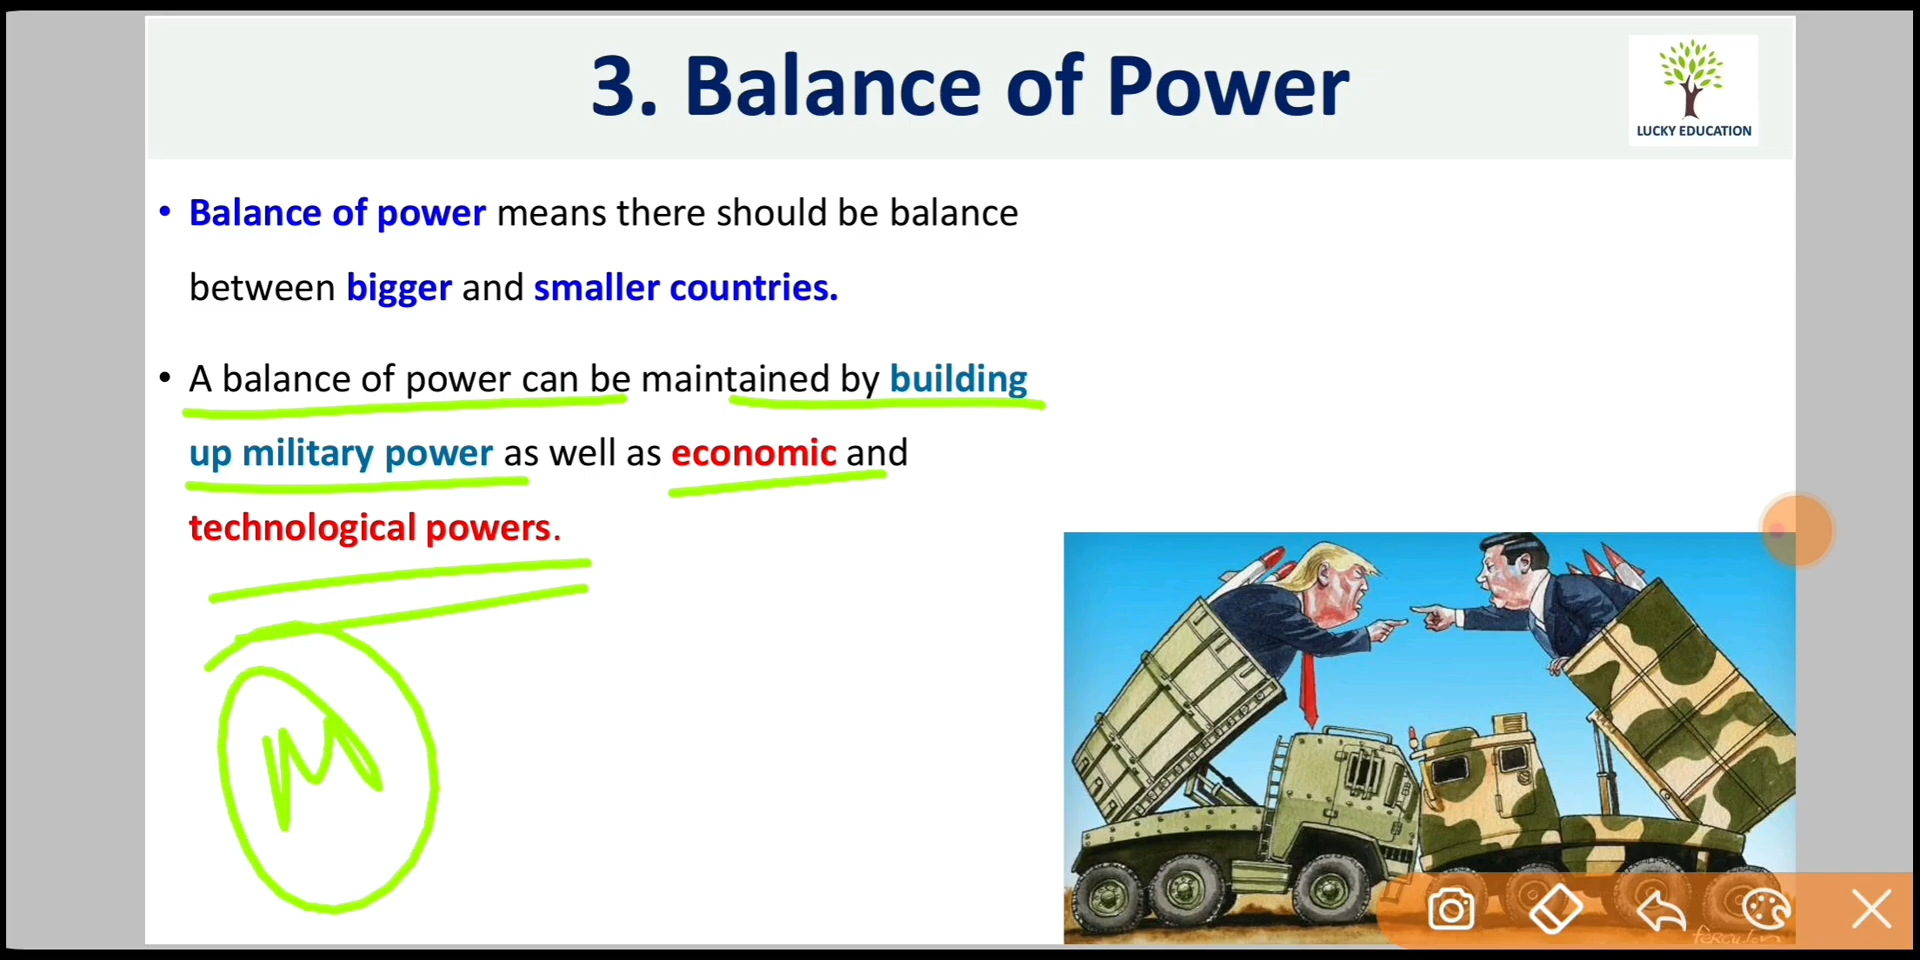 3. Balance of Power
LUCKY EDUCATION
• Balance of power means there should be balance
between bigger and smaller countries.
• A balance of power can be maintained by building
up military power as well as economic and
technological powers.
M